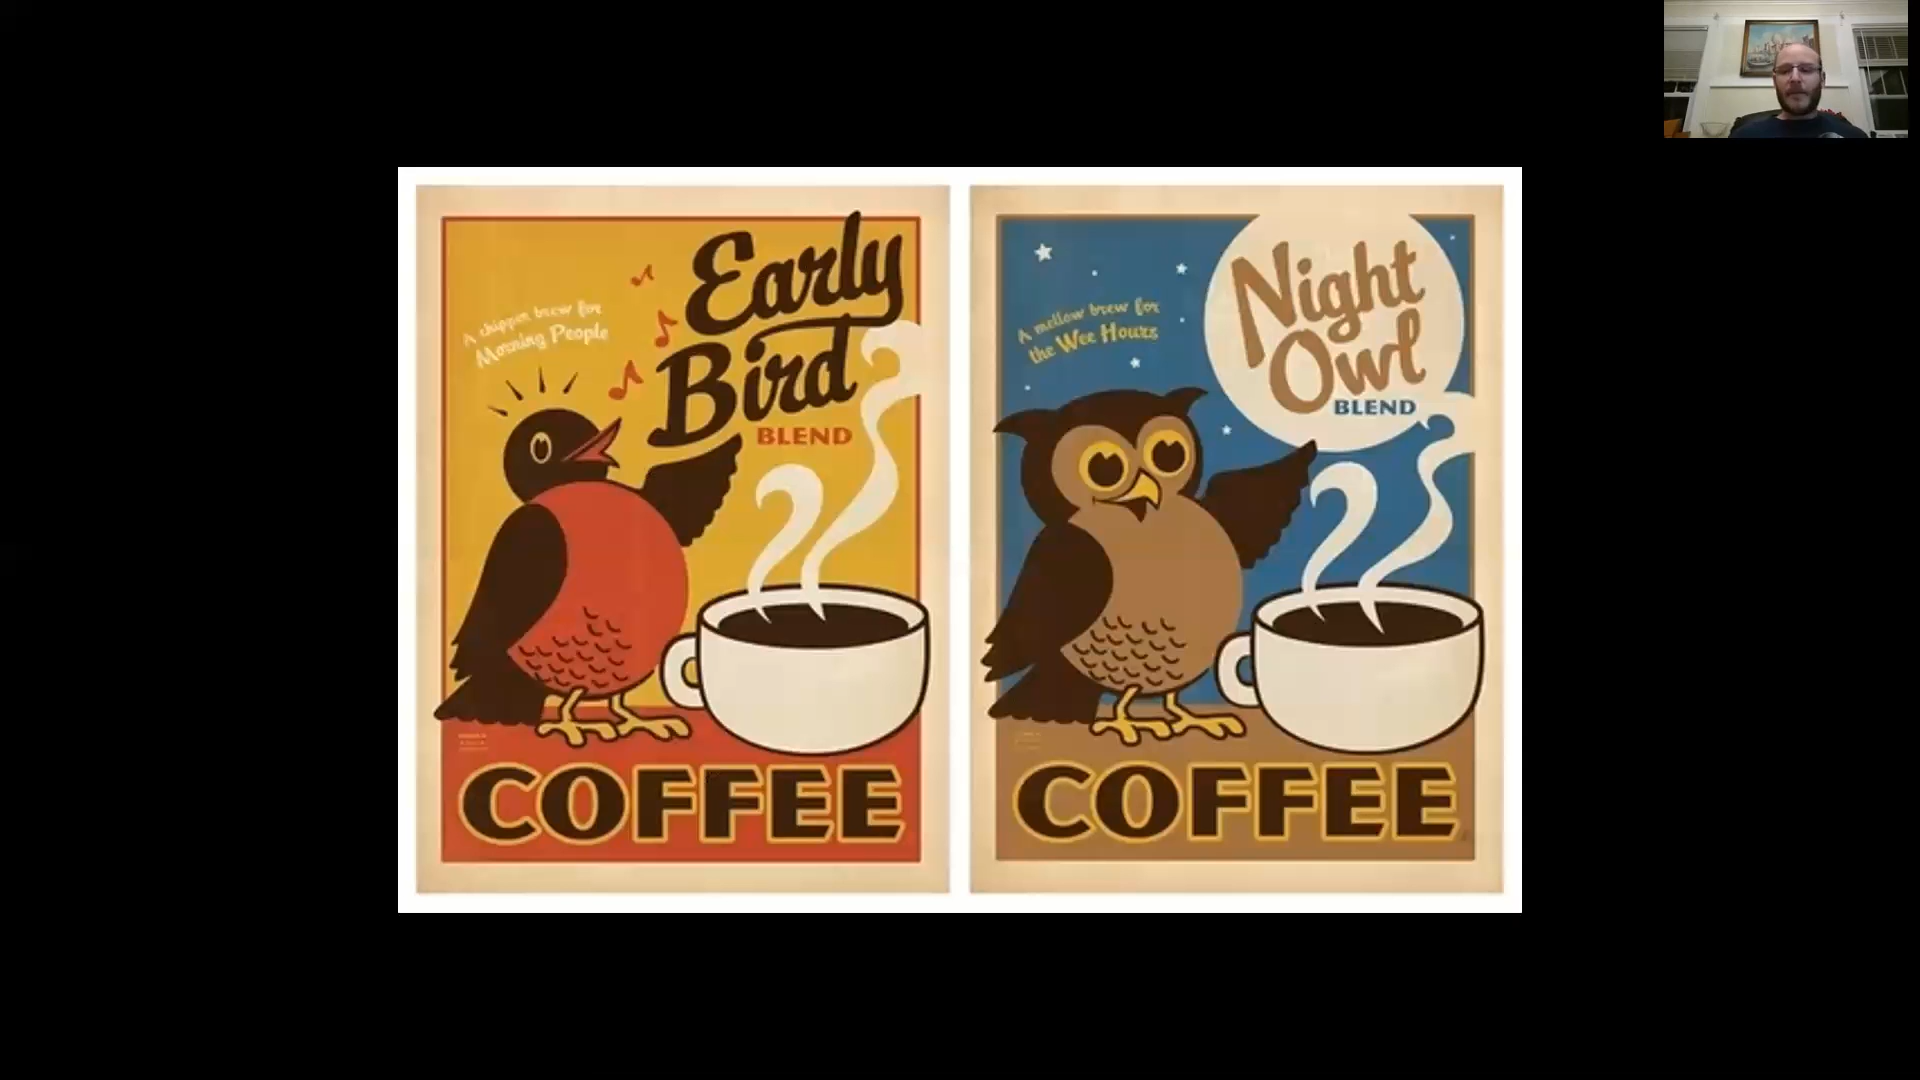 A chipper brew for
Morning People
Early
Bird
BLEND
COFFEE
A mellow brew for
the Wee Hours
Night
Owl
BLEND
COFFEE